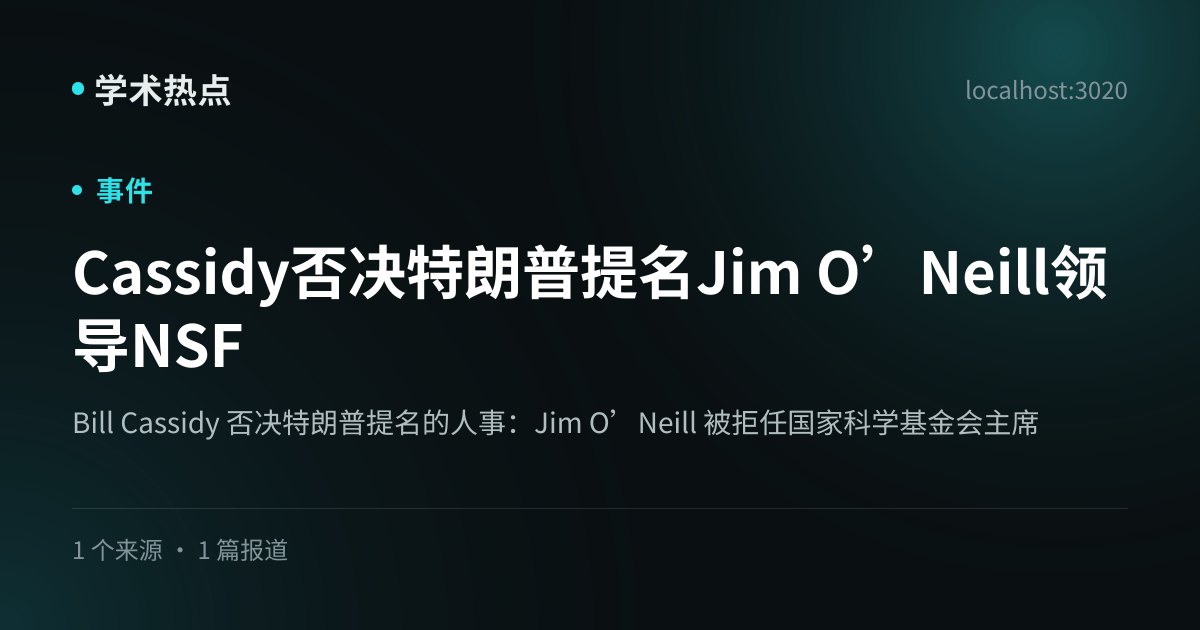 学术热点
localhost:3020
事件
Cassidy否决特朗普提名Jim O’Neill领
导NSF
Bill Cassidy 否决特朗普提名的人事：Jim O’Neill 被拒任国家科学基金会主席
1 个来源 · 1 篇报道